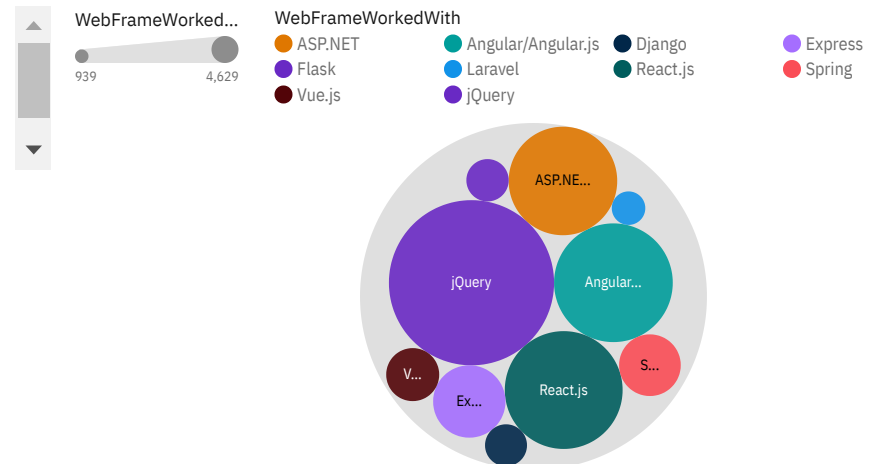 WebFrameWorked...
939 4,629
WebFrameWorkedWith
ASP.NET Angular/Angular.js Django Express
Flask Laravel React.js Spring
Vue.js jQuery
ASP.NE...
jQuery Angular...
S...
V...
React.js
Ex...